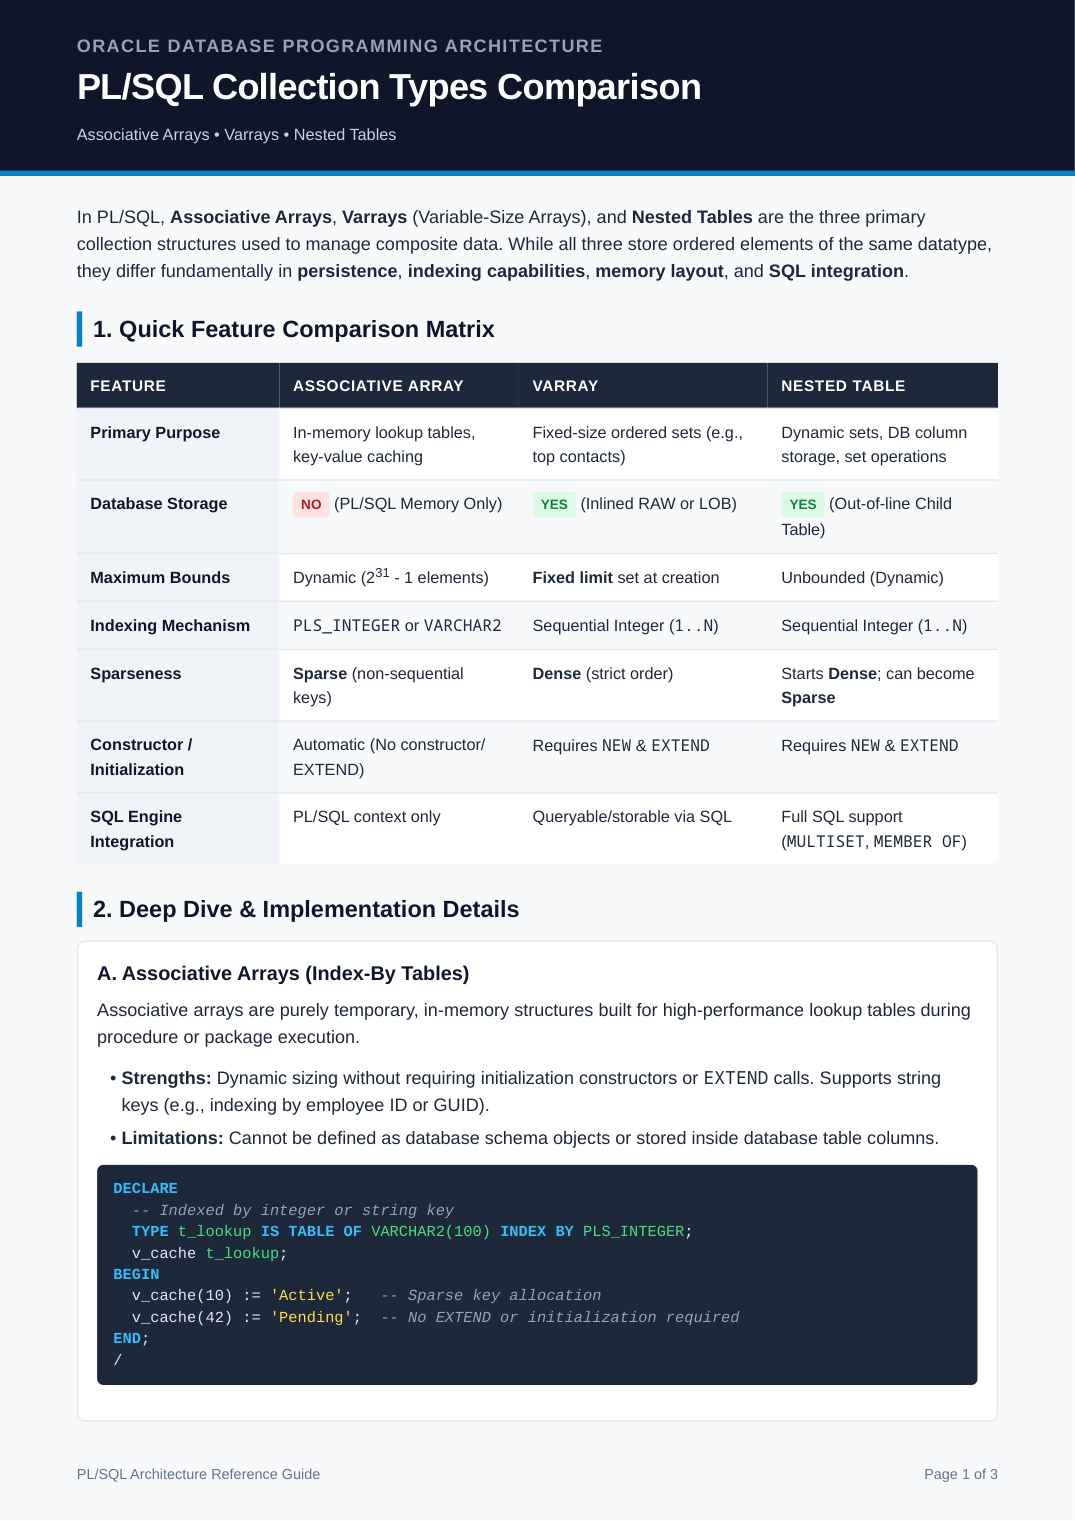 ORACLE DATABASE PROGRAMMING ARCHITECTURE
PL/SQL Collection Types Comparison
Associative Arrays • Varrays • Nested Tables
In PL/SQL, Associative Arrays, Varrays (Variable-Size Arrays), and Nested Tables are the three primary
collection structures used to manage composite data. While all three store ordered elements of the same datatype,
they differ fundamentally in persistence, indexing capabilities, memory layout, and SQL integration.
1. Quick Feature Comparison Matrix
FEATURE ASSOCIATIVE ARRAY VARRAY NESTED TABLE
Primary Purpose In-memory lookup tables, Fixed-size ordered sets (e.g., Dynamic sets, DB column
key-value caching top contacts) storage, set operations
Database Storage NO (PL/SQL Memory Only) YES (Inlined RAW or LOB) YES (Out-of-line Child
Table)
Maximum Bounds Dynamic (2^31 - 1 elements) Fixed limit set at creation Unbounded (Dynamic)
Indexing Mechanism PLS_INTEGER or VARCHAR2 Sequential Integer (1..N) Sequential Integer (1..N)
Sparseness Sparse (non-sequential Dense (strict order) Starts Dense; can become
keys) Sparse
Constructor / Automatic (No constructor/ Requires NEW & EXTEND Requires NEW & EXTEND
Initialization EXTEND)
SQL Engine PL/SQL context only Queryable/storable via SQL Full SQL support
Integration (MULTISET, MEMBER OF)
2. Deep Dive & Implementation Details
A. Associative Arrays (Index-By Tables)
Associative arrays are purely temporary, in-memory structures built for high-performance lookup tables during
procedure or package execution.
• Strengths: Dynamic sizing without requiring initialization constructors or EXTEND calls. Supports string
keys (e.g., indexing by employee ID or GUID).
• Limitations: Cannot be defined as database schema objects or stored inside database table columns.
DECLARE
  -- Indexed by integer or string key
  TYPE t_lookup IS TABLE OF VARCHAR2(100) INDEX BY PLS_INTEGER;
  v_cache t_lookup;
BEGIN
  v_cache(10) := 'Active';   -- Sparse key allocation
  v_cache(42) := 'Pending';  -- No EXTEND or initialization required
END;
/
PL/SQL Architecture Reference Guide Page 1 of 3